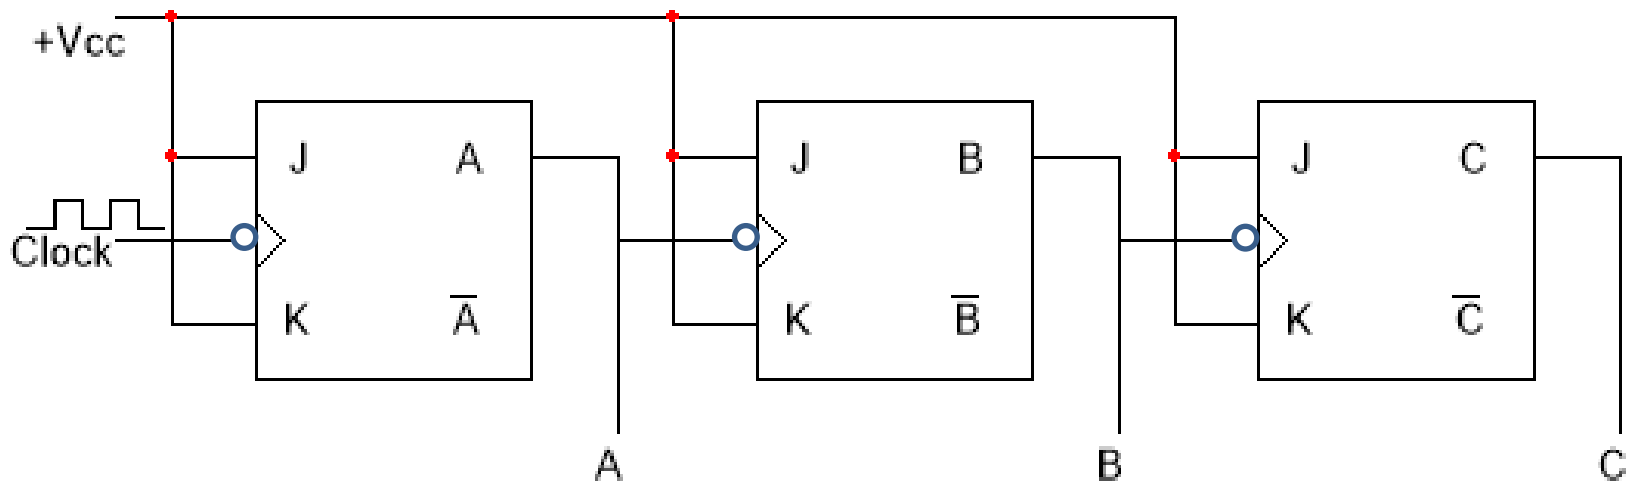 +Vcc
J A J B J C
Clock
K A̅ K B̅ K C̅
A B C